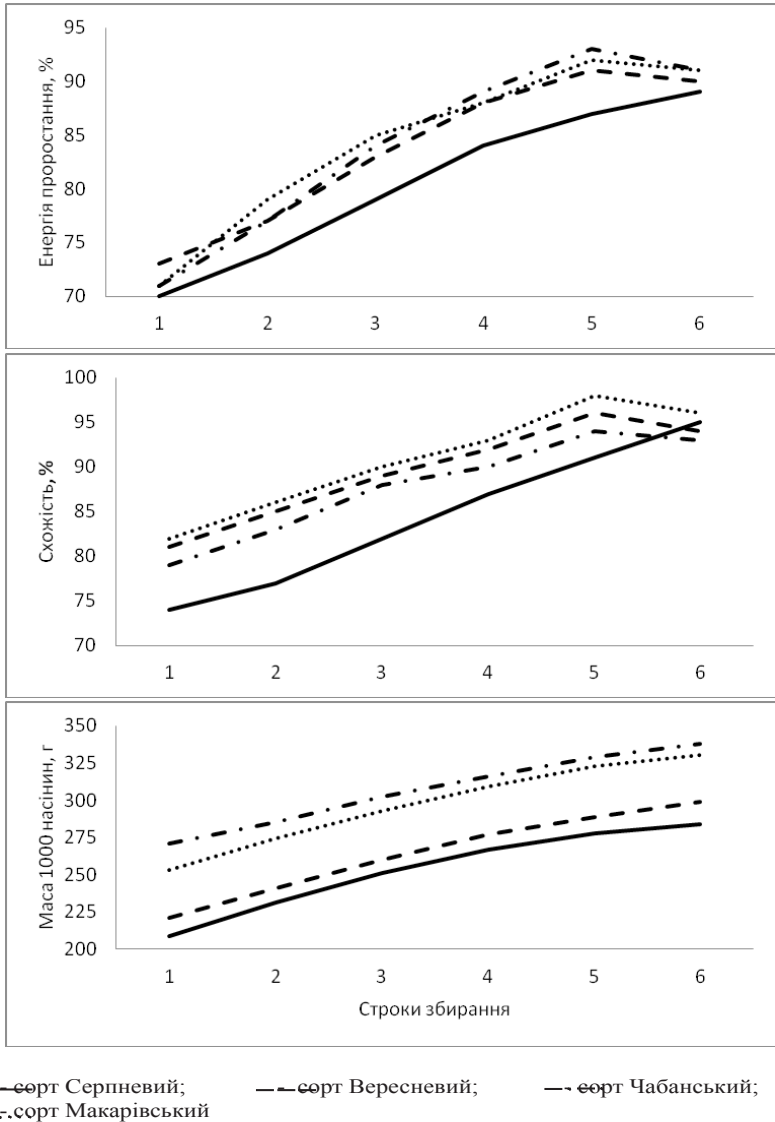 95
90
85
80
75
70
Енергія проростання, %
1 2 3 4 5 6
100
95
90
85
80
75
70
Схожість, %
1 2 3 4 5 6
350
325
300
275
250
225
200
Маса 1000 насінин, г
1 2 3 4 5 6
Строки збирання
сорт Серпневий; сорт Вересневий; сорт Чабанський;
сорт Макарівський